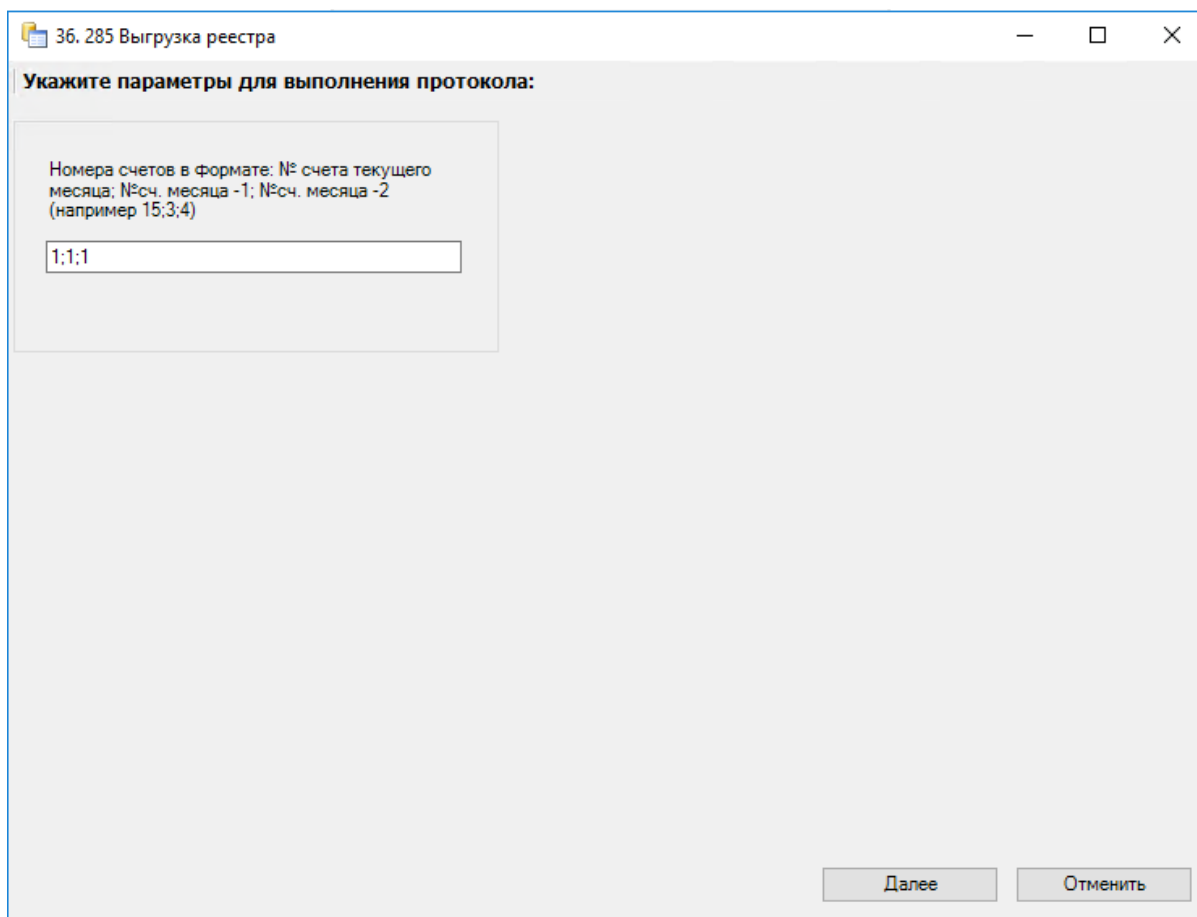 36. 285 Выгрузка реестра
Укажите параметры для выполнения протокола:
Номера счетов в формате: № счета текущего
месяца; №сч. месяца -1; №сч. месяца -2
(например 15;3;4)
1;1;1
Далее
Отменить